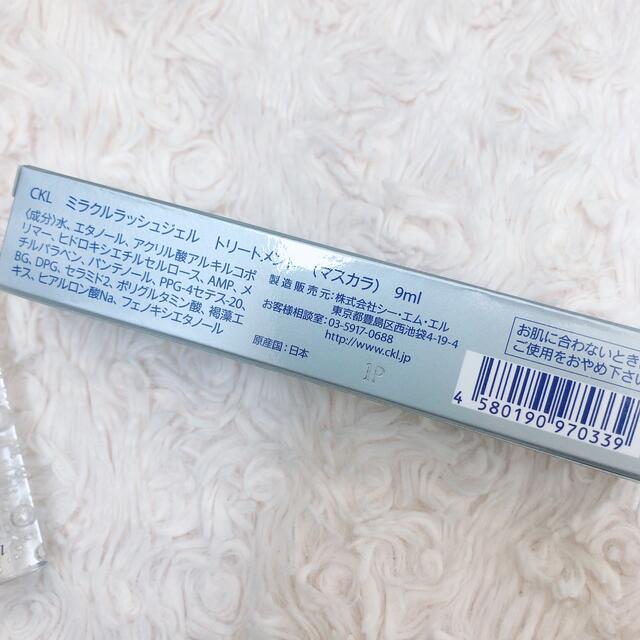 CKL ミラクルラッシュジェル トリートメント (マスカラ) 9ml
〈成分〉水、エタノール、アクリル酸アルキルコポ
リマー、ヒドロキシエチルセルロース、AMP、メ
チルパラベン、パンテノール、PPG-4セテス-20、
BG、DPG、セラミド2、ポリグルタミン酸、褐藻エ
キス、ヒアルロン酸Na、フェノキシエタノール
製造販売元:株式会社シー・エム・エル
東京都豊島区西池袋4-19-4
お客様相談室:03-5917-0688
http://www.ckl.jp
原産国:日本
1P
お肌に合わないときは
ご使用をおやめ下さ
4 580190 970339